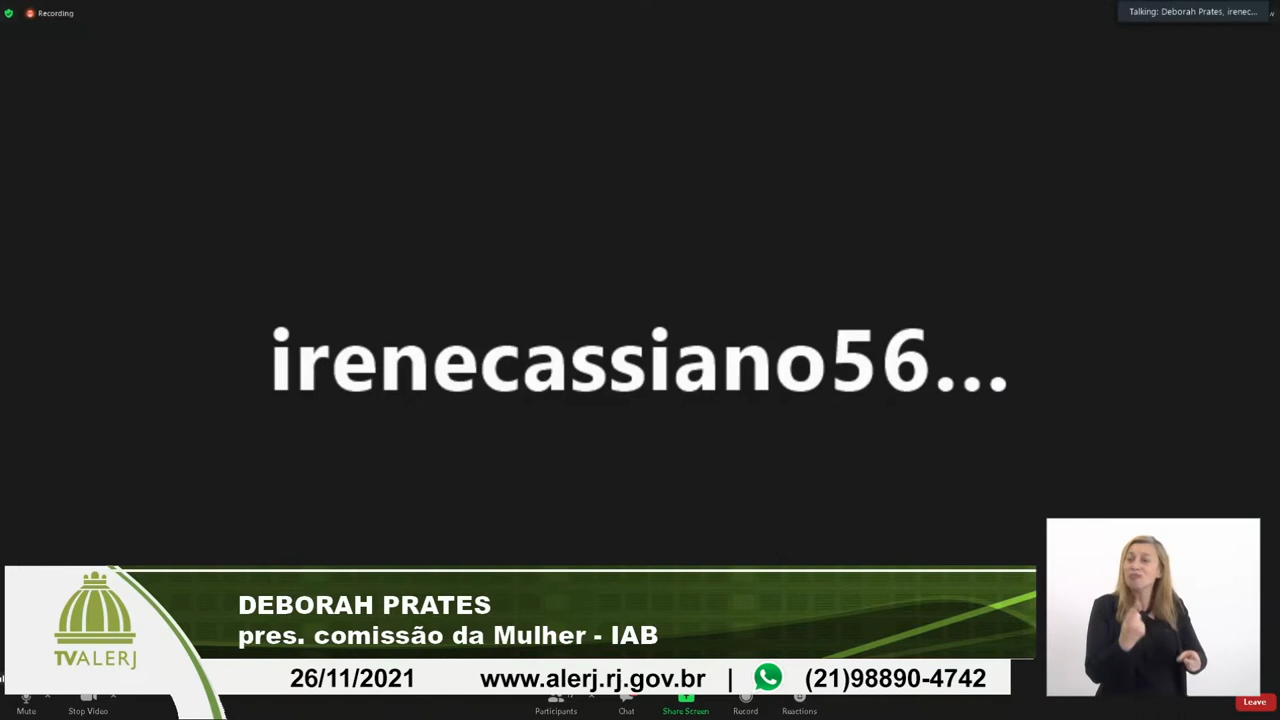 Recording
Talking: Deborah Prates, irenec...
irenecassiano56...
DEBORAH PRATES
pres. comissão da Mulher - IAB
TVALERJ
26/11/2021 www.alerj.rj.gov.br | (21)98890-4742
Mute
Stop Video
Participants
Chat
Share Screen
Record
Reactions
Leave